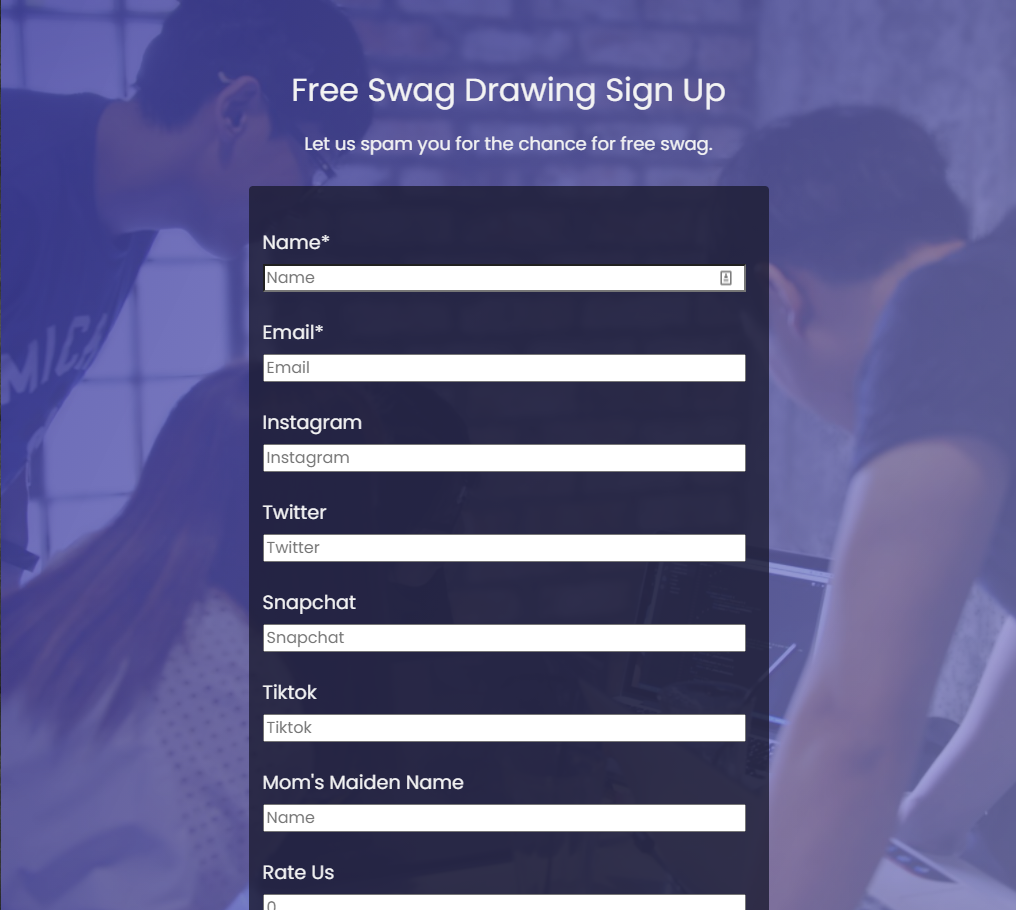 Free Swag Drawing Sign Up
Let us spam you for the chance for free swag.
Name*
Name
Email*
Email
Instagram
Instagram
Twitter
Twitter
Snapchat
Snapchat
Tiktok
Tiktok
Mom's Maiden Name
Name
Rate Us
0